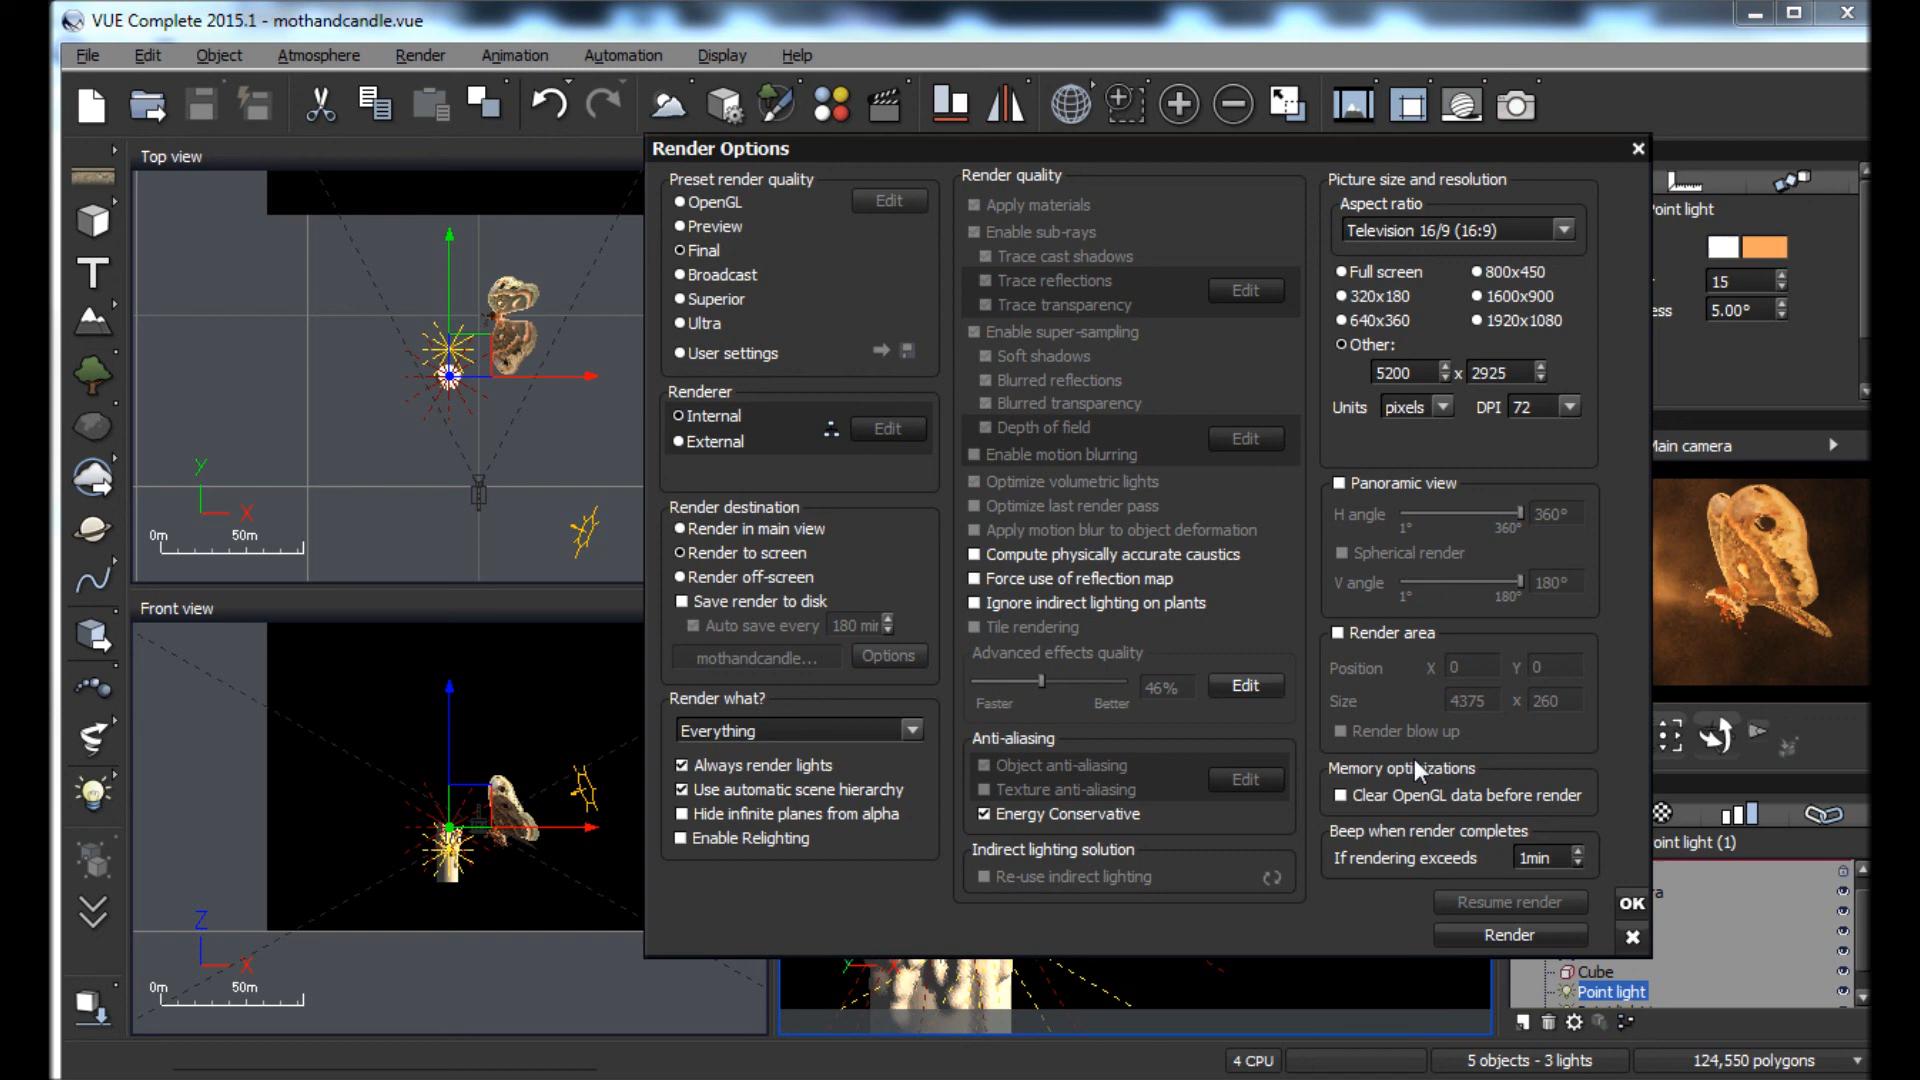 VUE Complete 2015.1 - mothandcandle.vue
File Edit Object Atmosphere Render Animation Automation Display Help
Top view
Y
X
0m 50m
Front view
Z
X
0m 50m
Render Options
Preset render quality
Edit
OpenGL
Preview
Final
Broadcast
Superior
Ultra
User settings
Renderer
Internal
External
Edit
Render destination
Render in main view
Render to screen
Render off-screen
Save render to disk
Auto save every 180 min
mothandcandle... Options
Render what?
Everything
Always render lights
Use automatic scene hierarchy
Hide infinite planes from alpha
Enable Relighting
Render quality
Apply materials
Enable sub-rays
Trace cast shadows
Trace reflections
Edit
Trace transparency
Enable super-sampling
Soft shadows
Blurred reflections
Blurred transparency
Depth of field
Edit
Enable motion blurring
Optimize volumetric lights
Optimize last render pass
Apply motion blur to object deformation
Compute physically accurate caustics
Force use of reflection map
Ignore indirect lighting on plants
Tile rendering
Advanced effects quality
46% Edit
Faster Better
Anti-aliasing
Object anti-aliasing
Edit
Texture anti-aliasing
Energy Conservative
Indirect lighting solution
Re-use indirect lighting
Picture size and resolution
Aspect ratio
Television 16/9 (16:9)
Full screen 800x450
320x180 1600x900
640x360 1920x1080
Other:
5200 x 2925
Units pixels DPI 72
Panoramic view
H angle 360°
1° 360°
Spherical render
V angle 180°
1° 180°
Render area
Position X 0 Y 0
Size 4375 x 260
Render blow up
Memory optimizations
Clear OpenGL data before render
Beep when render completes
If rendering exceeds 1min
Resume render
OK
Render
oint light
15
ess 5.00°
Main camera
oint light (1)
ra
Cube
Point light
4 CPU 5 objects - 3 lights 124,550 polygons